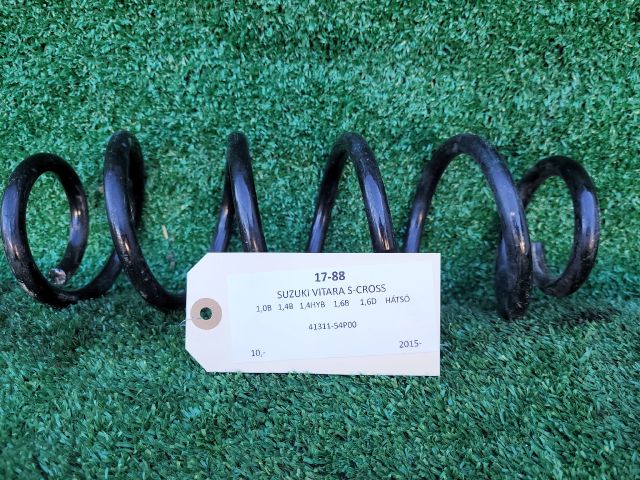 17-88
SUZUKI VITARA S-CROSS
1,0B 1,4B 1,4HYB 1,6B 1,6D HÁTSÓ
41311-54P00
10,- 2015-